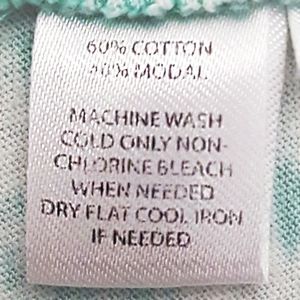 60% COTTON
40% MODAL
MACHINE WASH
COLD ONLY NON-
CHLORINE BLEACH
WHEN NEEDED
DRY FLAT COOL IRON
IF NEEDED